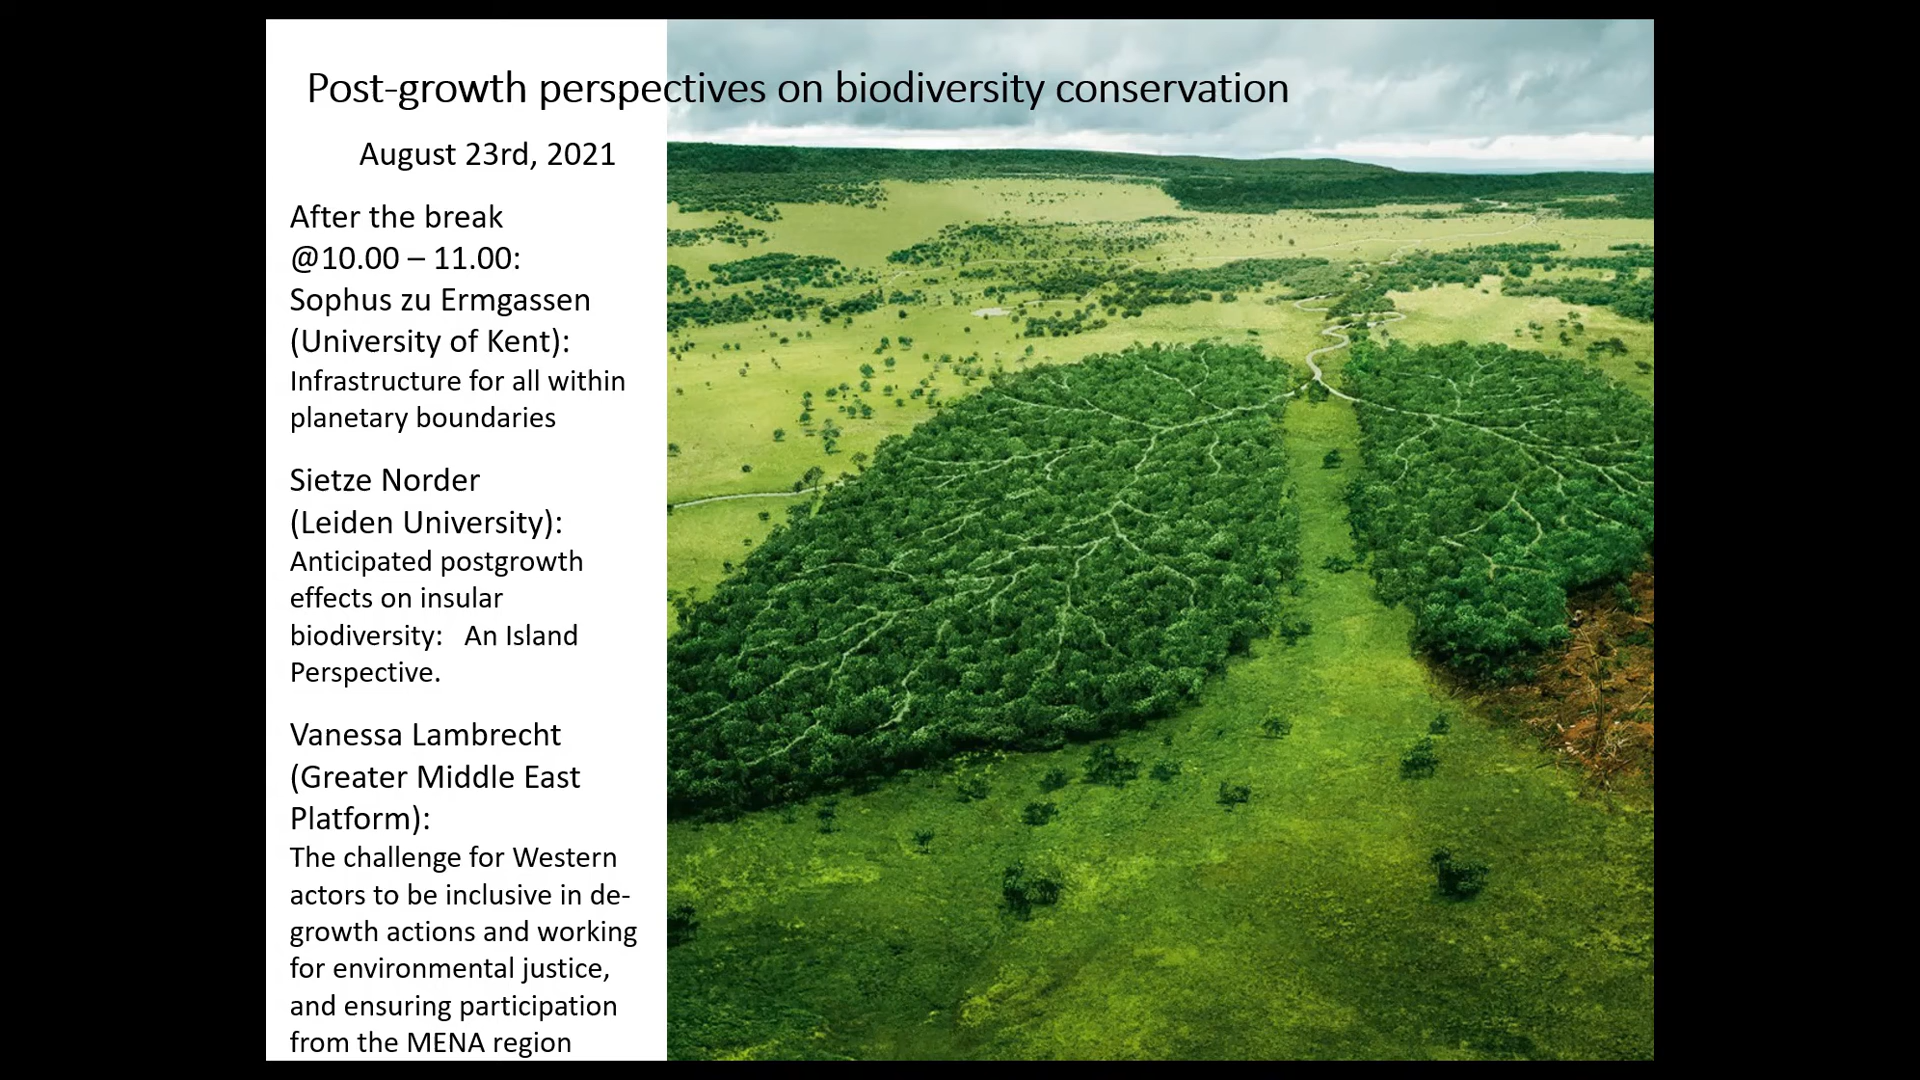 Post-growth perspectives on biodiversity conservation
August 23rd, 2021
After the break
@10.00 – 11.00:
Sophus zu Ermgassen
(University of Kent):
Infrastructure for all within
planetary boundaries
Sietze Norder
(Leiden University):
Anticipated postgrowth
effects on insular
biodiversity:   An Island
Perspective.
Vanessa Lambrecht
(Greater Middle East
Platform):
The challenge for Western
actors to be inclusive in de-
growth actions and working
for environmental justice,
and ensuring participation
from the MENA region